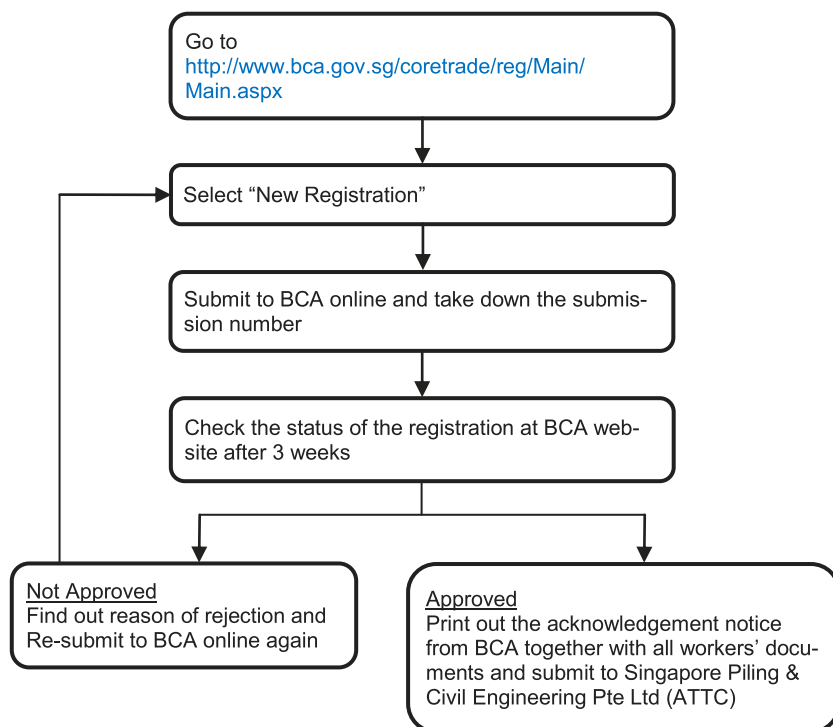 Go to
http://www.bca.gov.sg/coretrade/reg/Main/
Main.aspx
Select “New Registration”
Submit to BCA online and take down the submis-
sion number
Check the status of the registration at BCA web-
site after 3 weeks
Not Approved
Find out reason of rejection and
Re-submit to BCA online again
Approved
Print out the acknowledgement notice
from BCA together with all workers’ docu-
ments and submit to Singapore Piling &
Civil Engineering Pte Ltd (ATTC)